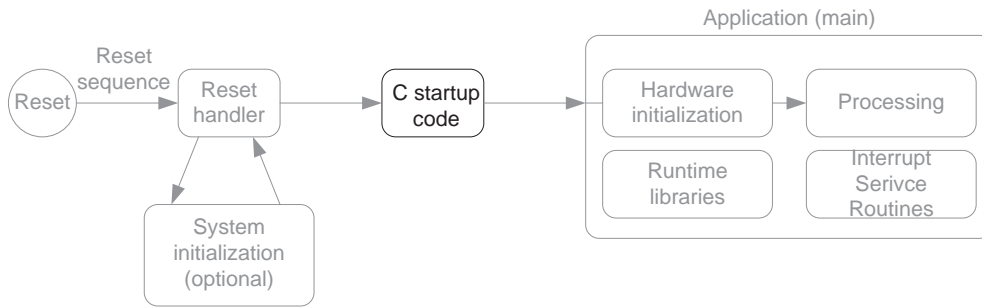 Application (main)
Reset
sequence
Reset
Reset
handler
C startup
code
Hardware
initialization
Processing
Runtime
libraries
Interrupt
Serivce
Routines
System
initialization
(optional)